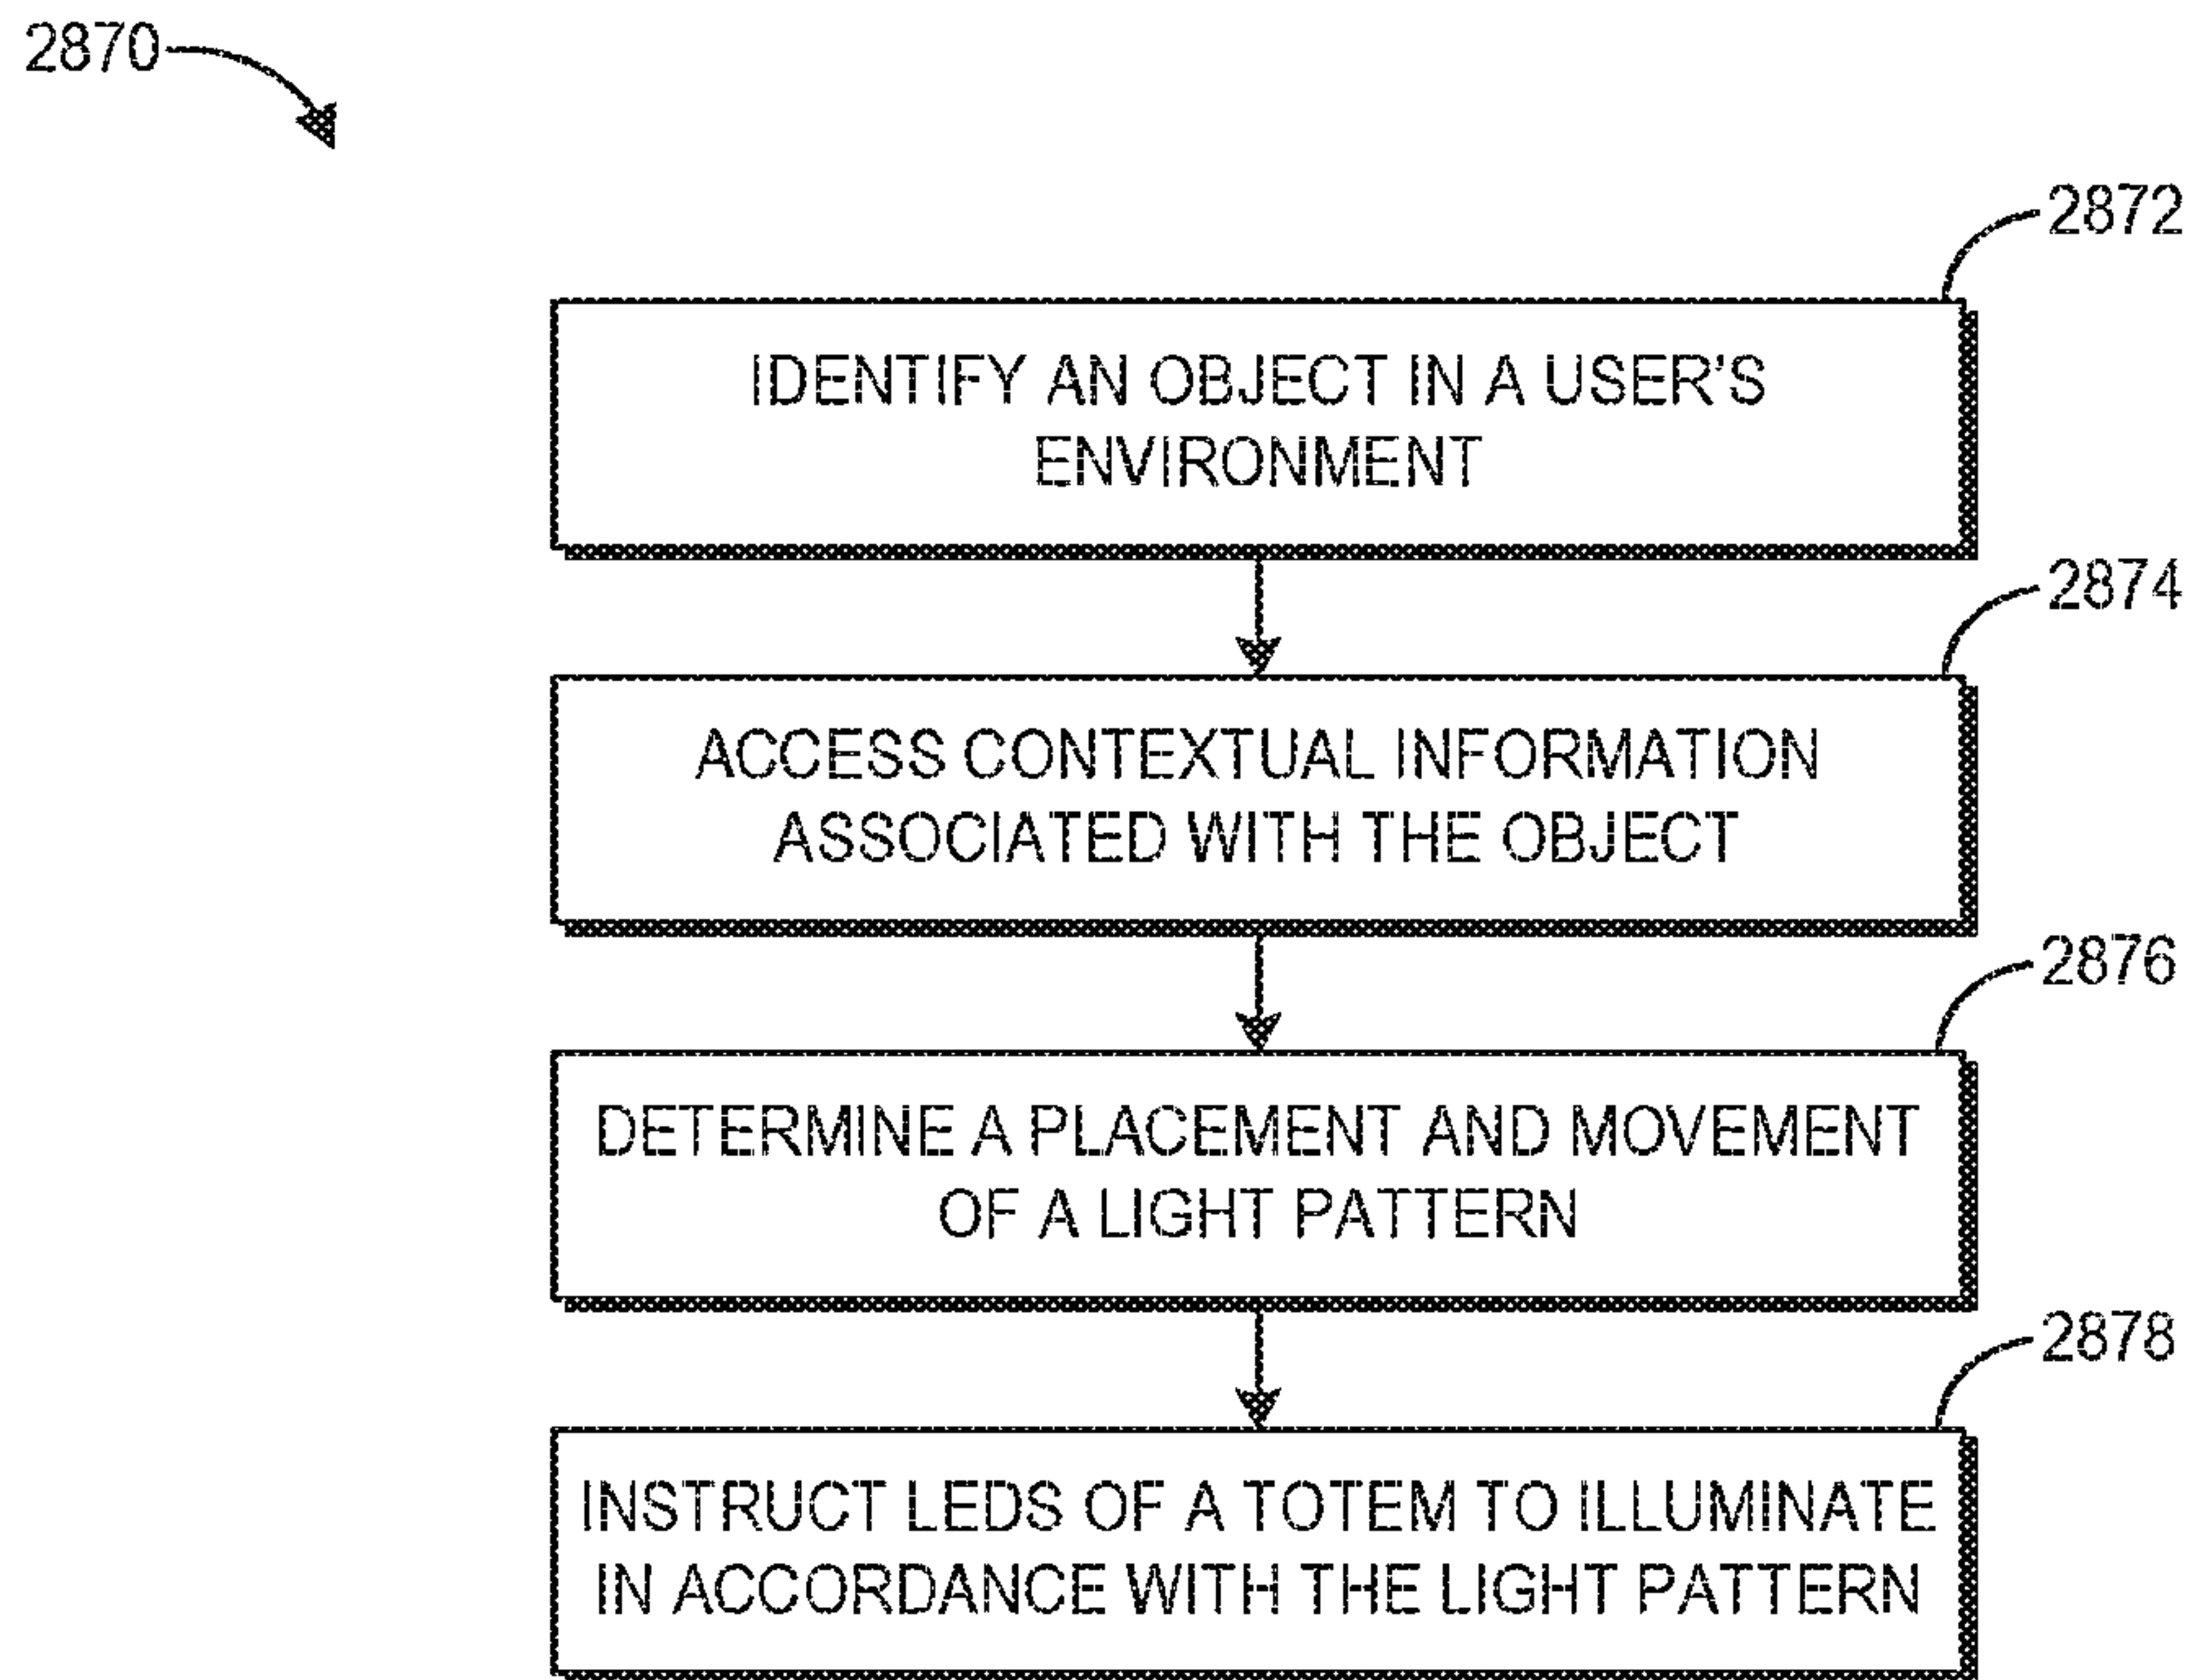 2870
2872
IDENTIFY AN OBJECT IN A USER'S
ENVIRONMENT
2874
ACCESS CONTEXTUAL INFORMATION
ASSOCIATED WITH THE OBJECT
2876
DETERMINE A PLACEMENT AND MOVEMENT
OF A LIGHT PATTERN
2878
INSTRUCT LEDS OF A TOTEM TO ILLUMINATE
IN ACCORDANCE WITH THE LIGHT PATTERN